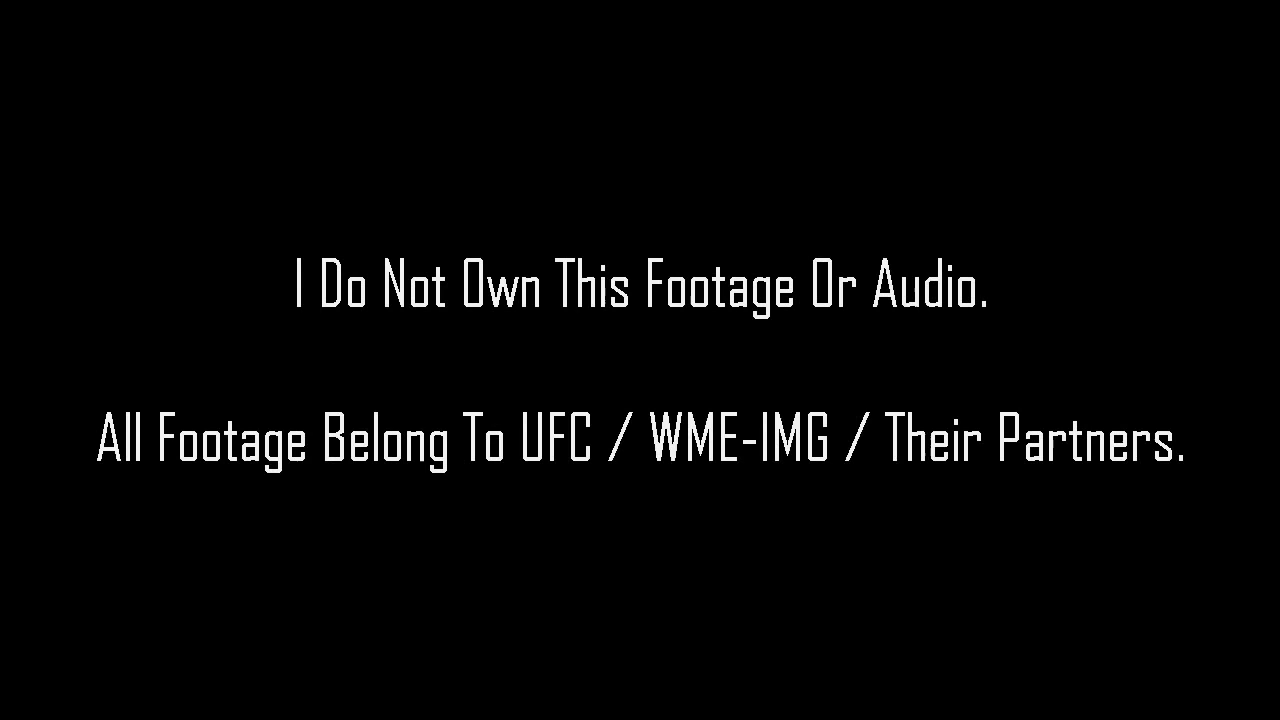 I Do Not Own This Footage Or Audio.
All Footage Belong To UFC / WME-IMG / Their Partners.